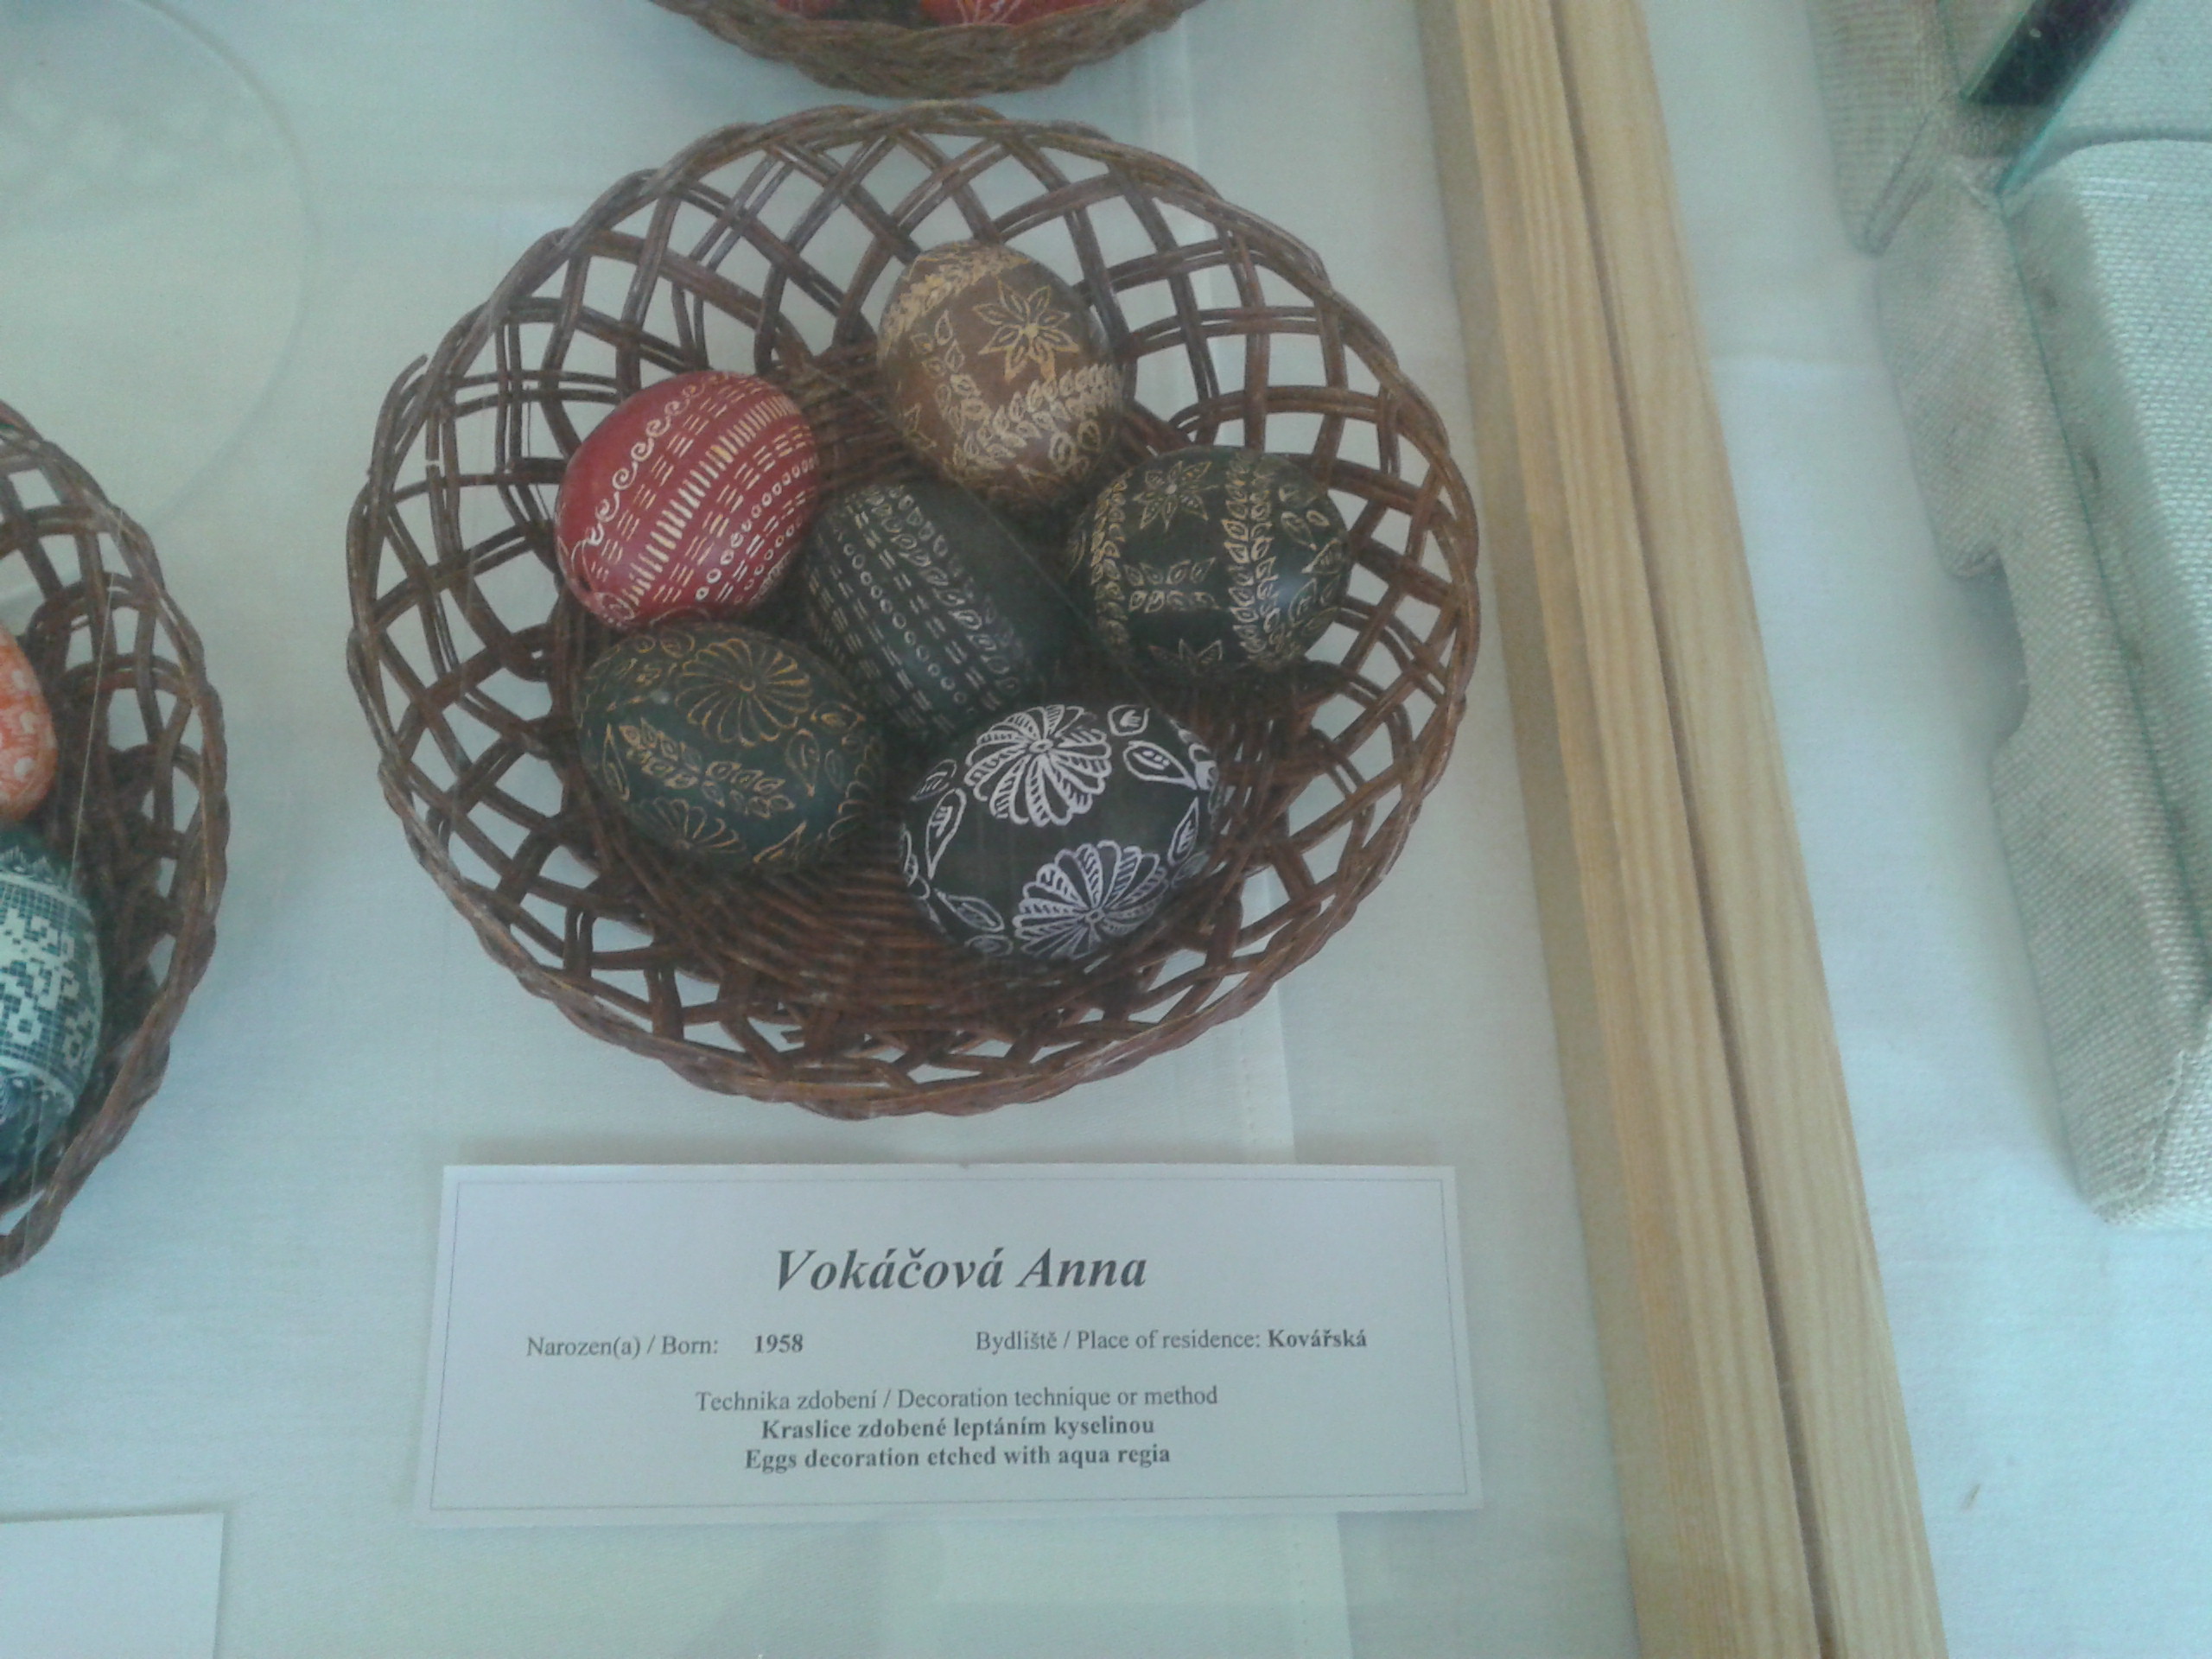 Vokáčová Anna
Narozen(a) / Born: 1958 Bydliště / Place of residence: Kovářská
Technika zdobení / Decoration technique or method
Kraslice zdobené leptáním kyselinou
Eggs decoration etched with aqua regia